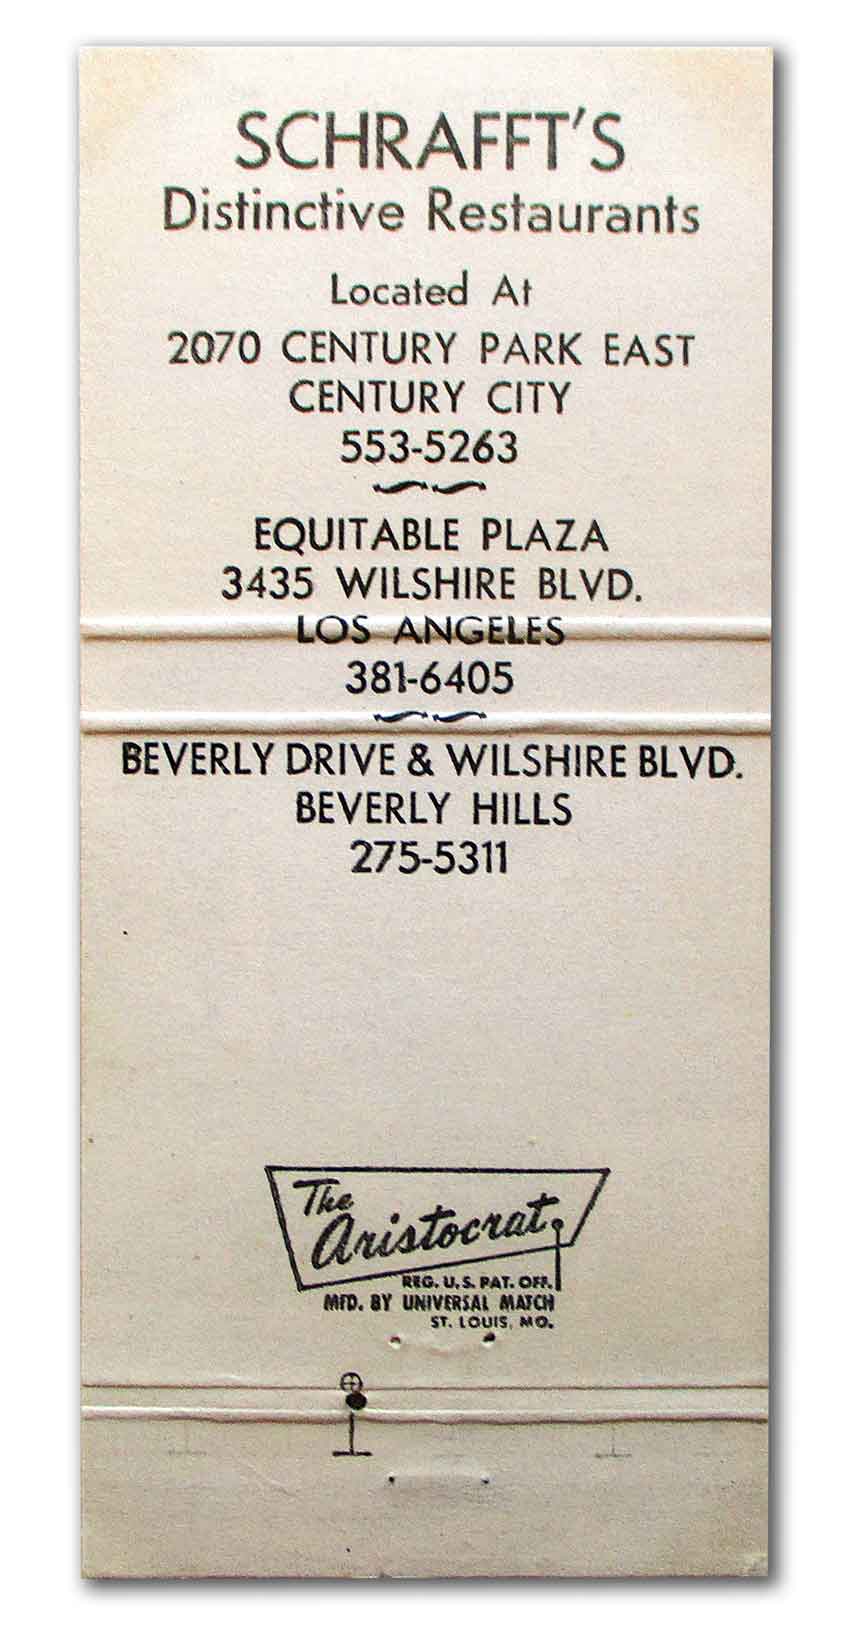 SCHRAFFT'S
Distinctive Restaurants
Located At
2070 CENTURY PARK EAST
CENTURY CITY
553-5263
EQUITABLE PLAZA
3435 WILSHIRE BLVD.
LOS ANGELES
381-6405
BEVERLY DRIVE & WILSHIRE BLVD.
BEVERLY HILLS
275-5311
The
Aristocrat
REG. U.S. PAT. OFF.
MFD. BY UNIVERSAL MATCH
ST. LOUIS, MO.